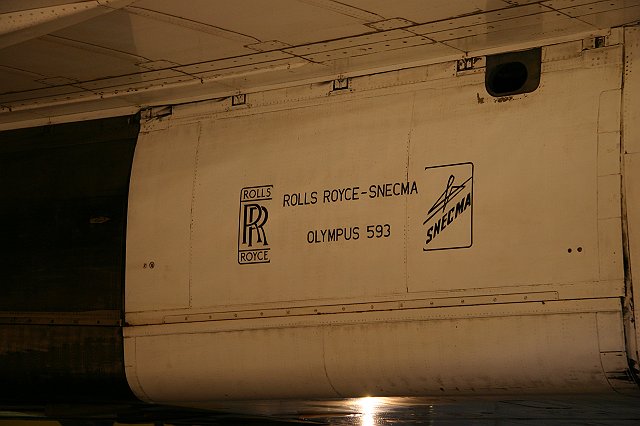 ROLLS
RR
ROYCE
ROLLS ROYCE-SNECMA
OLYMPUS 593
SNECMA